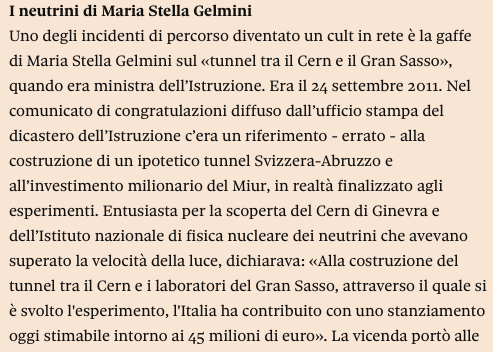 I neutrini di Maria Stella Gelmini
Uno degli incidenti di percorso diventato un cult in rete è la gaffe
di Maria Stella Gelmini sul «tunnel tra il Cern e il Gran Sasso»,
quando era ministra dell’Istruzione. Era il 24 settembre 2011. Nel
comunicato di congratulazioni diffuso dall’ufficio stampa del
dicastero dell’Istruzione c’era un riferimento - errato - alla
costruzione di un ipotetico tunnel Svizzera-Abruzzo e
all’investimento milionario del Miur, in realtà finalizzato agli
esperimenti. Entusiasta per la scoperta del Cern di Ginevra e
dell’Istituto nazionale di fisica nucleare dei neutrini che avevano
superato la velocità della luce, dichiarava: «Alla costruzione del
tunnel tra il Cern e i laboratori del Gran Sasso, attraverso il quale si
è svolto l'esperimento, l'Italia ha contribuito con uno stanziamento
oggi stimabile intorno ai 45 milioni di euro». La vicenda portò alle